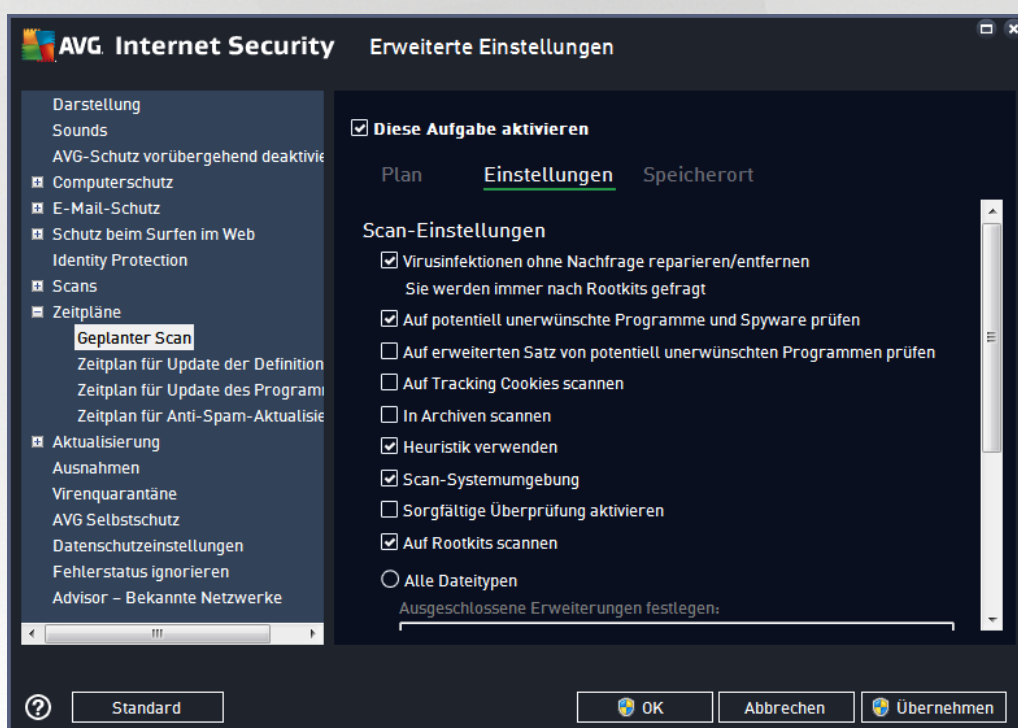 AVG. Internet Security Erweiterte Einstellungen
Darstellung
Sounds
AVG-Schutz vorübergehend deaktivie
Computerschutz
E-Mail-Schutz
Schutz beim Surfen im Web
Identity Protection
Scans
Zeitpläne
Geplanter Scan
Zeitplan für Update der Definition
Zeitplan für Update des Program
Zeitplan für Anti-Spam-Aktualisie
Aktualisierung
Ausnahmen
Virenquarantäne
AVG Selbstschutz
Datenschutzeinstellungen
Fehlerstatus ignorieren
Advisor – Bekannte Netzwerke
Diese Aufgabe aktivieren
Plan Einstellungen Speicherort
Scan-Einstellungen
Virusinfektionen ohne Nachfrage reparieren/entfernen
Sie werden immer nach Rootkits gefragt
Auf potentiell unerwünschte Programme und Spyware prüfen
Auf erweiterten Satz von potentiell unerwünschten Programmen prüfen
Auf Tracking Cookies scannen
In Archiven scannen
Heuristik verwenden
Scan-Systemumgebung
Sorgfältige Überprüfung aktivieren
Auf Rootkits scannen
Alle Dateitypen
Ausgeschlossene Erweiterungen festlegen:
Standard OK Abbrechen Übernehmen